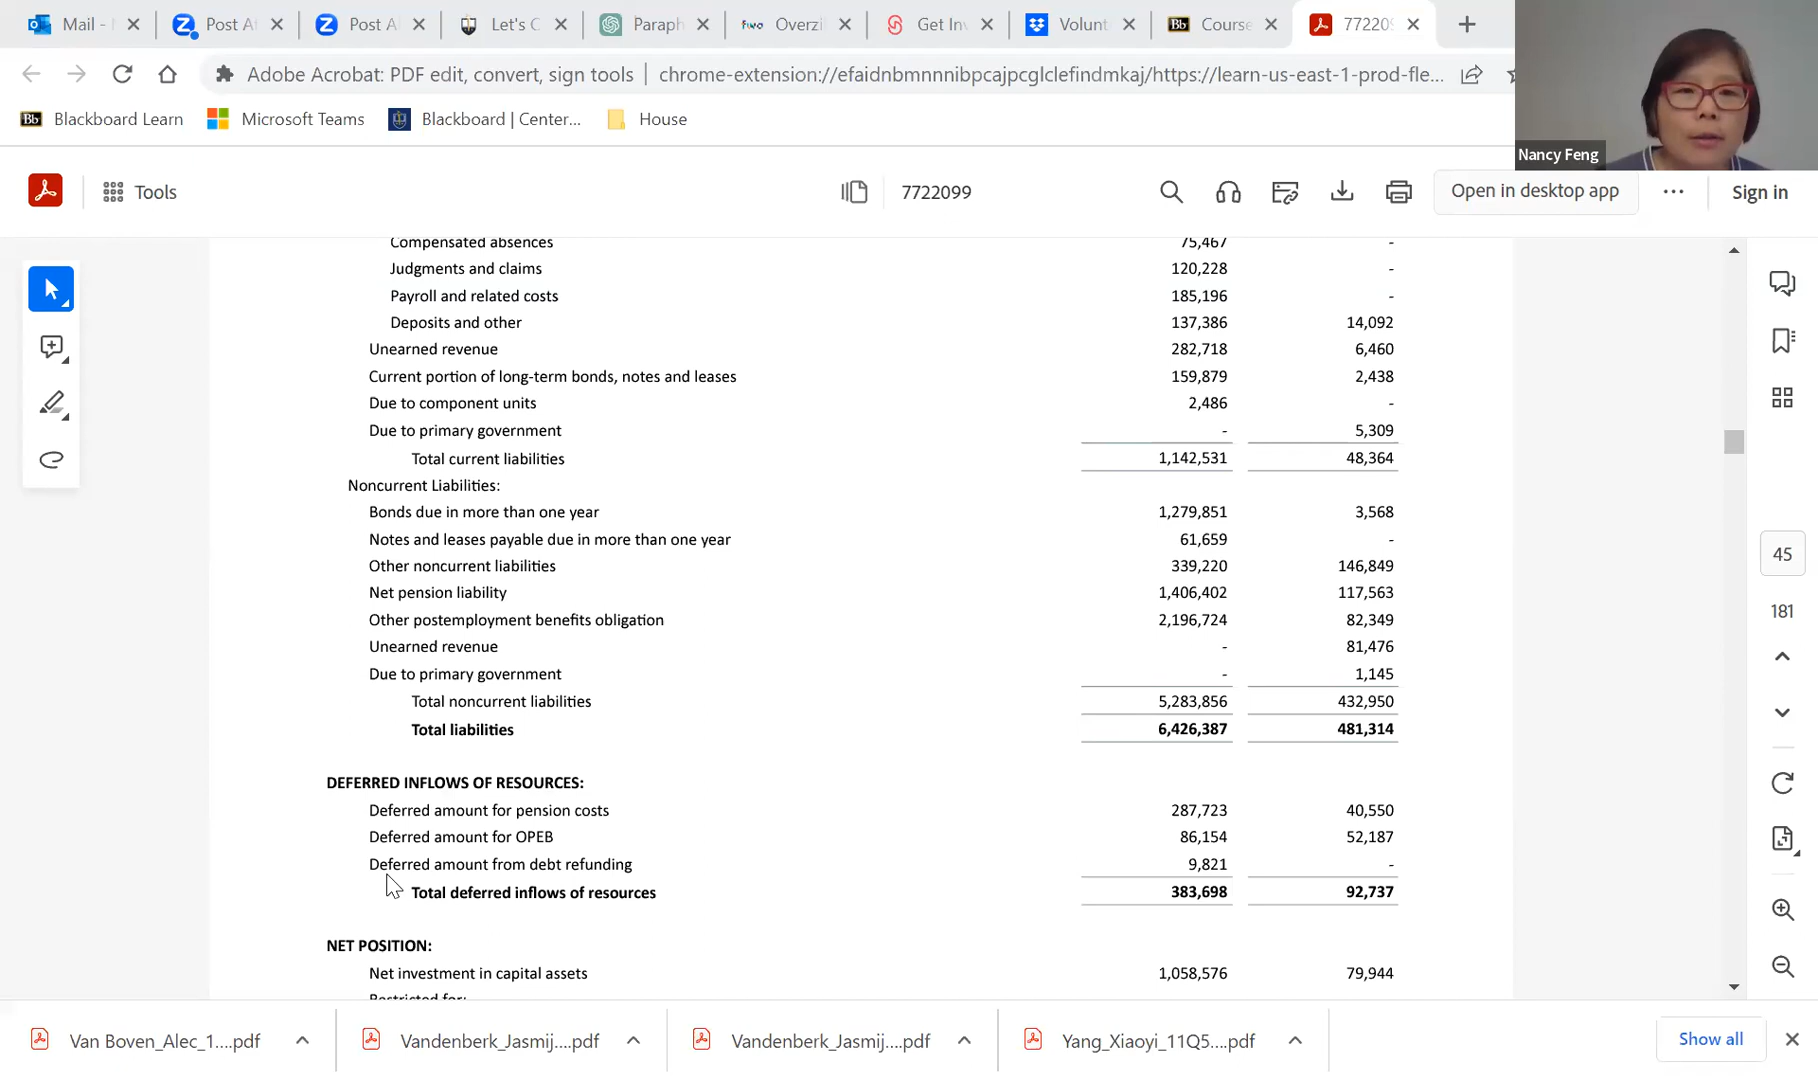 Mail -
Post A
Post Al
Let's C
Paraph
Overzi
Get Inv
Volunt
Course
77220
Adobe Acrobat: PDF edit, convert, sign tools
chrome-extension://efaidnbmnnnibpcajpcglclefindmkaj/https://learn-us-east-1-prod-fle...
Blackboard Learn
Microsoft Teams
Blackboard | Center...
House
Nancy Feng
Tools
7722099
Open in desktop app
Sign in
Compensated absences 75,467 -
Judgments and claims 120,228 -
Payroll and related costs 185,196 -
Deposits and other 137,386 14,092
Unearned revenue 282,718 6,460
Current portion of long-term bonds, notes and leases 159,879 2,438
Due to component units 2,486 -
Due to primary government - 5,309
Total current liabilities 1,142,531 48,364
Noncurrent Liabilities:
Bonds due in more than one year 1,279,851 3,568
Notes and leases payable due in more than one year 61,659 -
Other noncurrent liabilities 339,220 146,849
Net pension liability 1,406,402 117,563
Other postemployment benefits obligation 2,196,724 82,349
Unearned revenue - 81,476
Due to primary government - 1,145
Total noncurrent liabilities 5,283,856 432,950
Total liabilities 6,426,387 481,314
DEFERRED INFLOWS OF RESOURCES:
Deferred amount for pension costs 287,723 40,550
Deferred amount for OPEB 86,154 52,187
Deferred amount from debt refunding 9,821 -
Total deferred inflows of resources 383,698 92,737
NET POSITION:
Net investment in capital assets 1,058,576 79,944
Restricted for:
45
181
Van Boven_Alec_1....pdf
Vandenberk_Jasmij....pdf
Vandenberk_Jasmij....pdf
Yang_Xiaoyi_11Q5....pdf
Show all